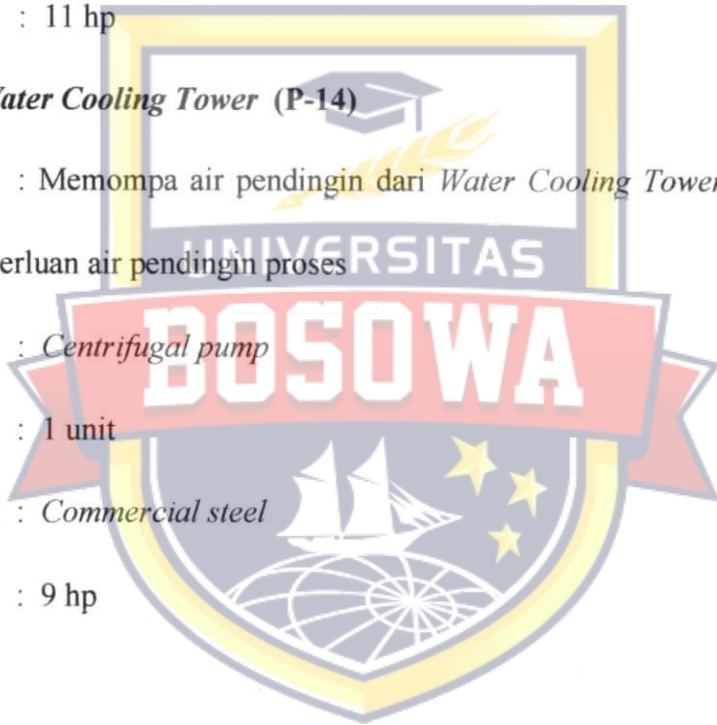 : 11 hp
Water Cooling Tower (P-14)
: Memompa air pendingin dari Water Cooling Tower
erluan air pendingin proses
UNIVERSITAS
: Centrifugal pump
BOSOWA
: 1 unit
: Commercial steel
: 9 hp